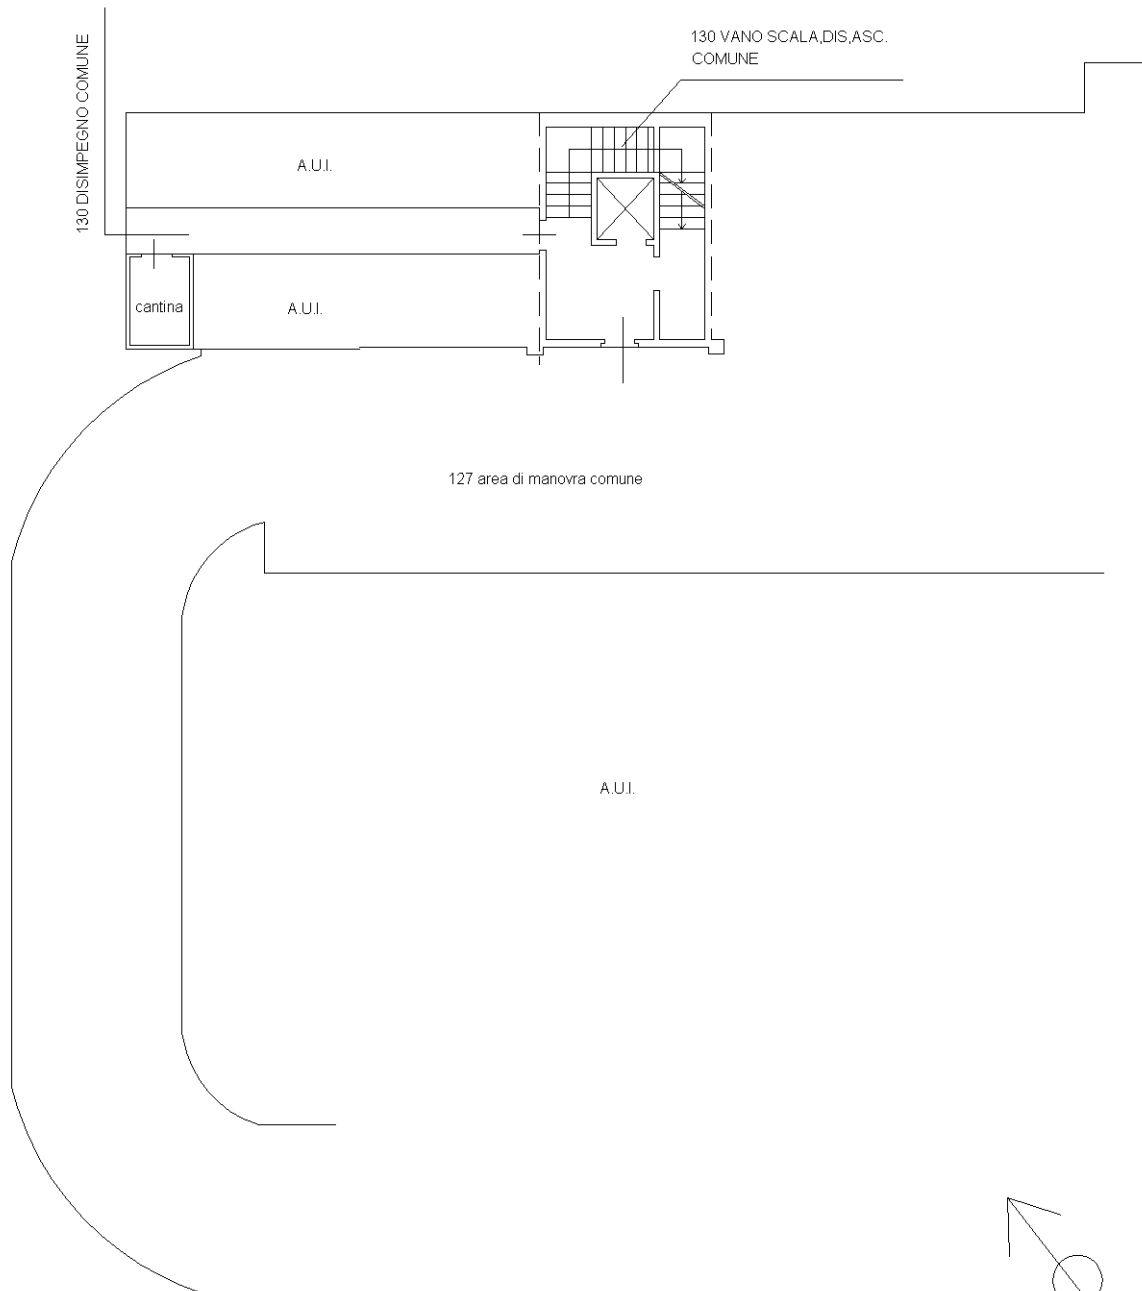 130 DISIMPEGNO COMUNE
130 VANO SCALA,DIS,ASC.
COMUNE
A.U.I.
cantina
A.U.I.
127 area di manovra comune
A.U.I.